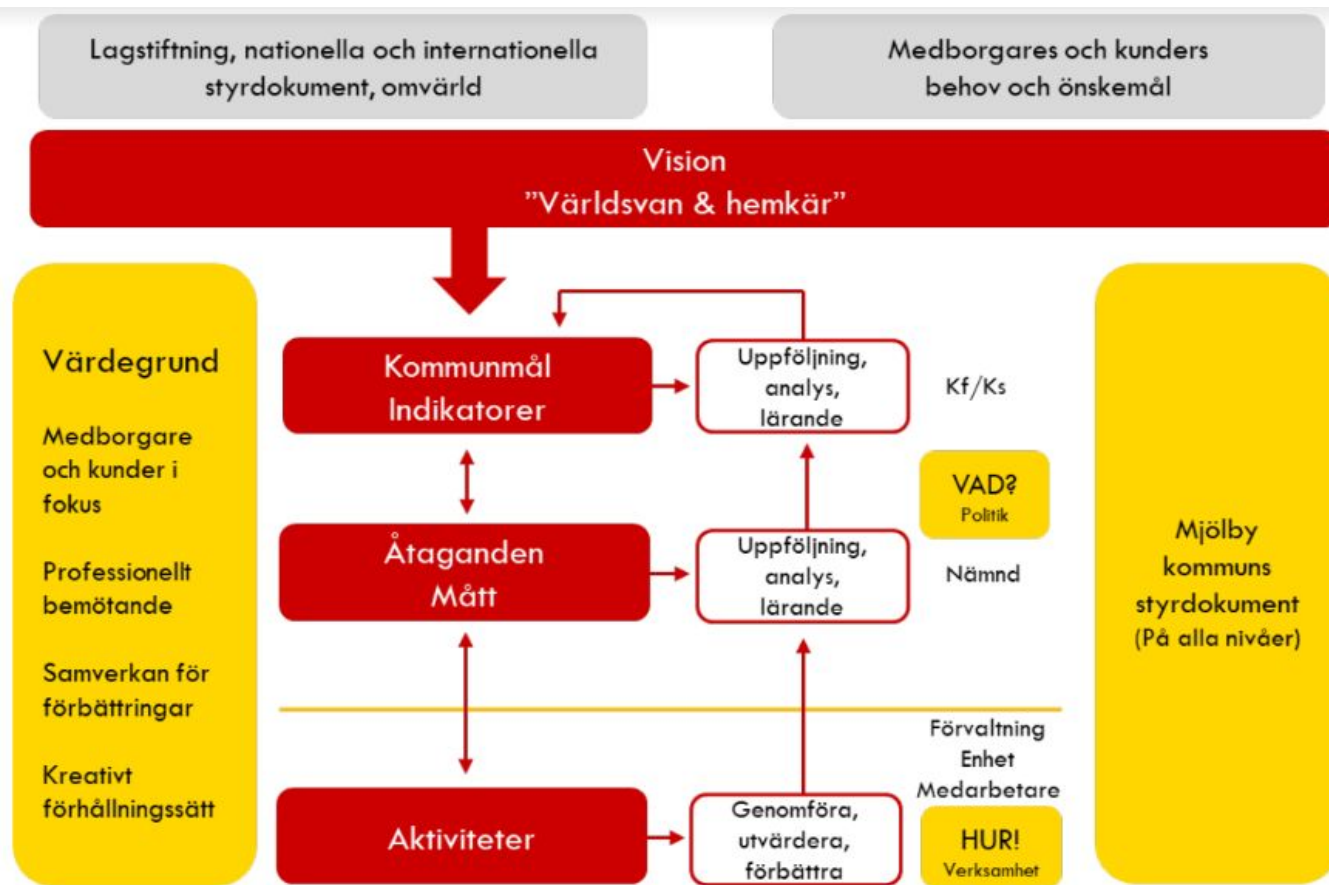 Lagstiftning, nationella och internationella
styrdokument, omvärld
Medborgares och kunders
behov och önskemål
Vision
”Världsvan & hemkär”
Värdegrund
Medborgare
och kunder i
fokus
Professionellt
bemötande
Samverkan för
förbättringar
Kreativt
förhållningssätt
Kommunmål
Indikatorer
Uppföljning,
analys,
lärande
Kf/Ks
VAD?
Politik
Åtaganden
Mått
Uppföljning,
analys,
lärande
Nämnd
Förvaltning
Enhet
Medarbetare
Aktiviteter
Genomföra,
utvärdera,
förbättra
HUR!
Verksamhet
Mjölby
kommuns
styrdokument
(På alla nivåer)